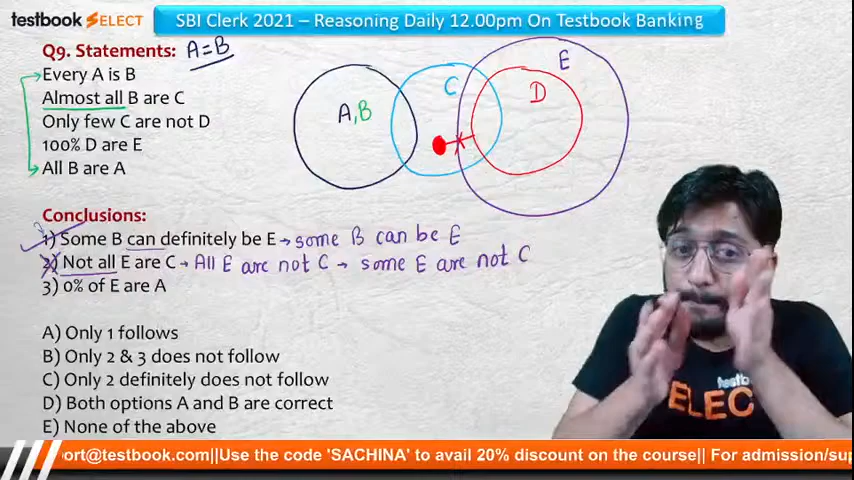 testbook SELECT
SBI Clerk 2021 – Reasoning Daily 12.00pm On Testbook Banking
Q9. Statements: A=B
Every A is B
Almost all B are C
Only few C are not D
100% D are E
All B are A
A,B
C
D
E
Conclusions:
1) Some B can definitely be E → some B can be E
2) Not all E are C → All E are not C → some E are not C
3) 0% of E are A
A) Only 1 follows
B) Only 2 & 3 does not follow
C) Only 2 definitely does not follow
D) Both options A and B are correct
E) None of the above
testb
ELEC
ort@testbook.com||Use the code 'SACHINA' to avail 20% discount on the course|| For admission/sup